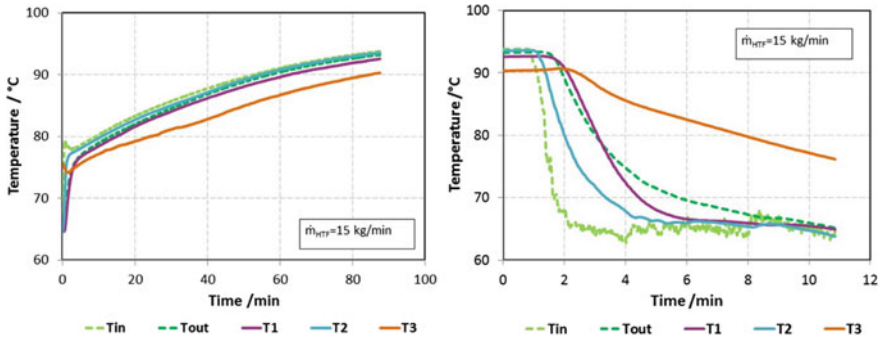 Temperature / °C
100
90
80
70
60
0
20
40
60
80
100
ṁHTF=15 kg/min
Time /min
Tin
Tout
T1
T2
T3
Temperature / °C
100
90
80
70
60
0
2
4
6
8
10
12
ṁHTF=15 kg/min
Time /min
Tin
Tout
T1
T2
T3